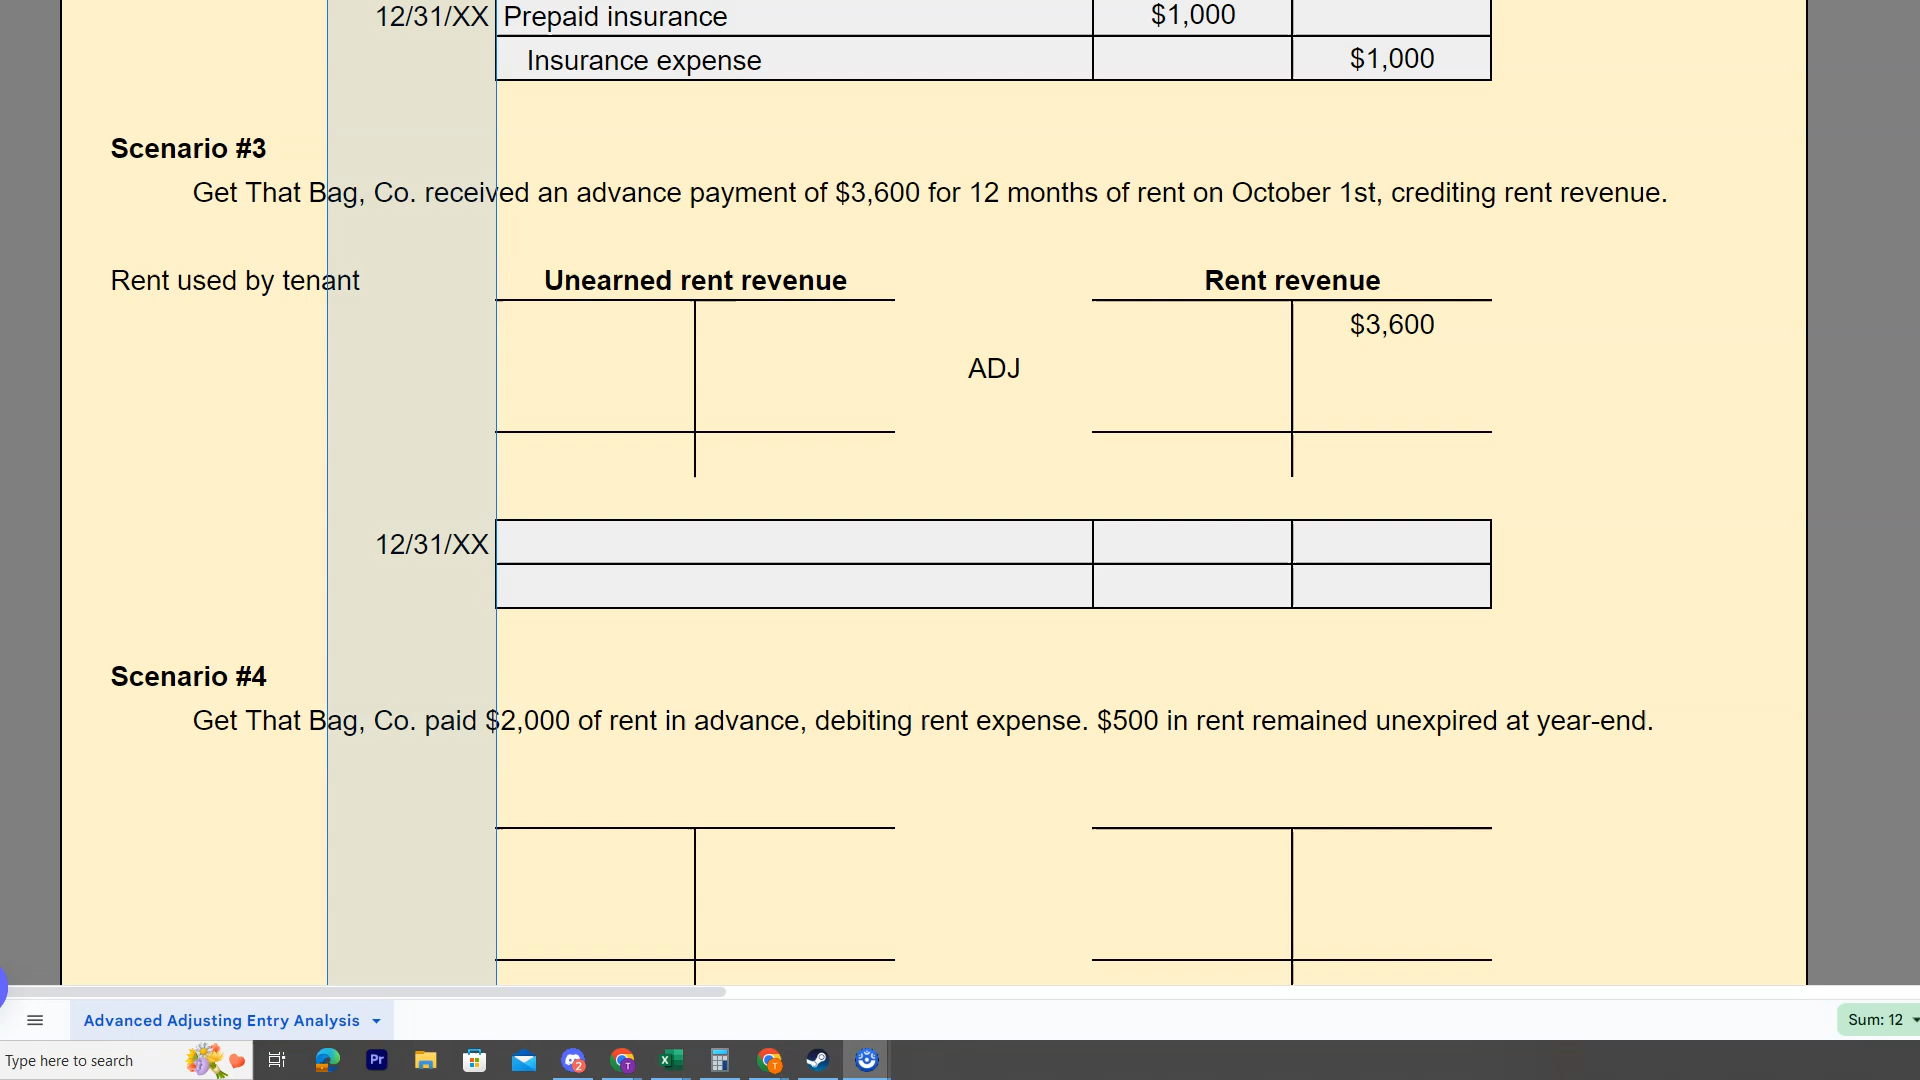 12/31/XX Prepaid insurance $1,000
Insurance expense $1,000
Scenario #3
Get That Bag, Co. received an advance payment of $3,600 for 12 months of rent on October 1st, crediting rent revenue.
Rent used by tenant Unearned rent revenue Rent revenue
$3,600
ADJ
12/31/XX
Scenario #4
Get That Bag, Co. paid $2,000 of rent in advance, debiting rent expense. $500 in rent remained unexpired at year-end.
Advanced Adjusting Entry Analysis Sum: 12
Type here to search Pr 2 T X T